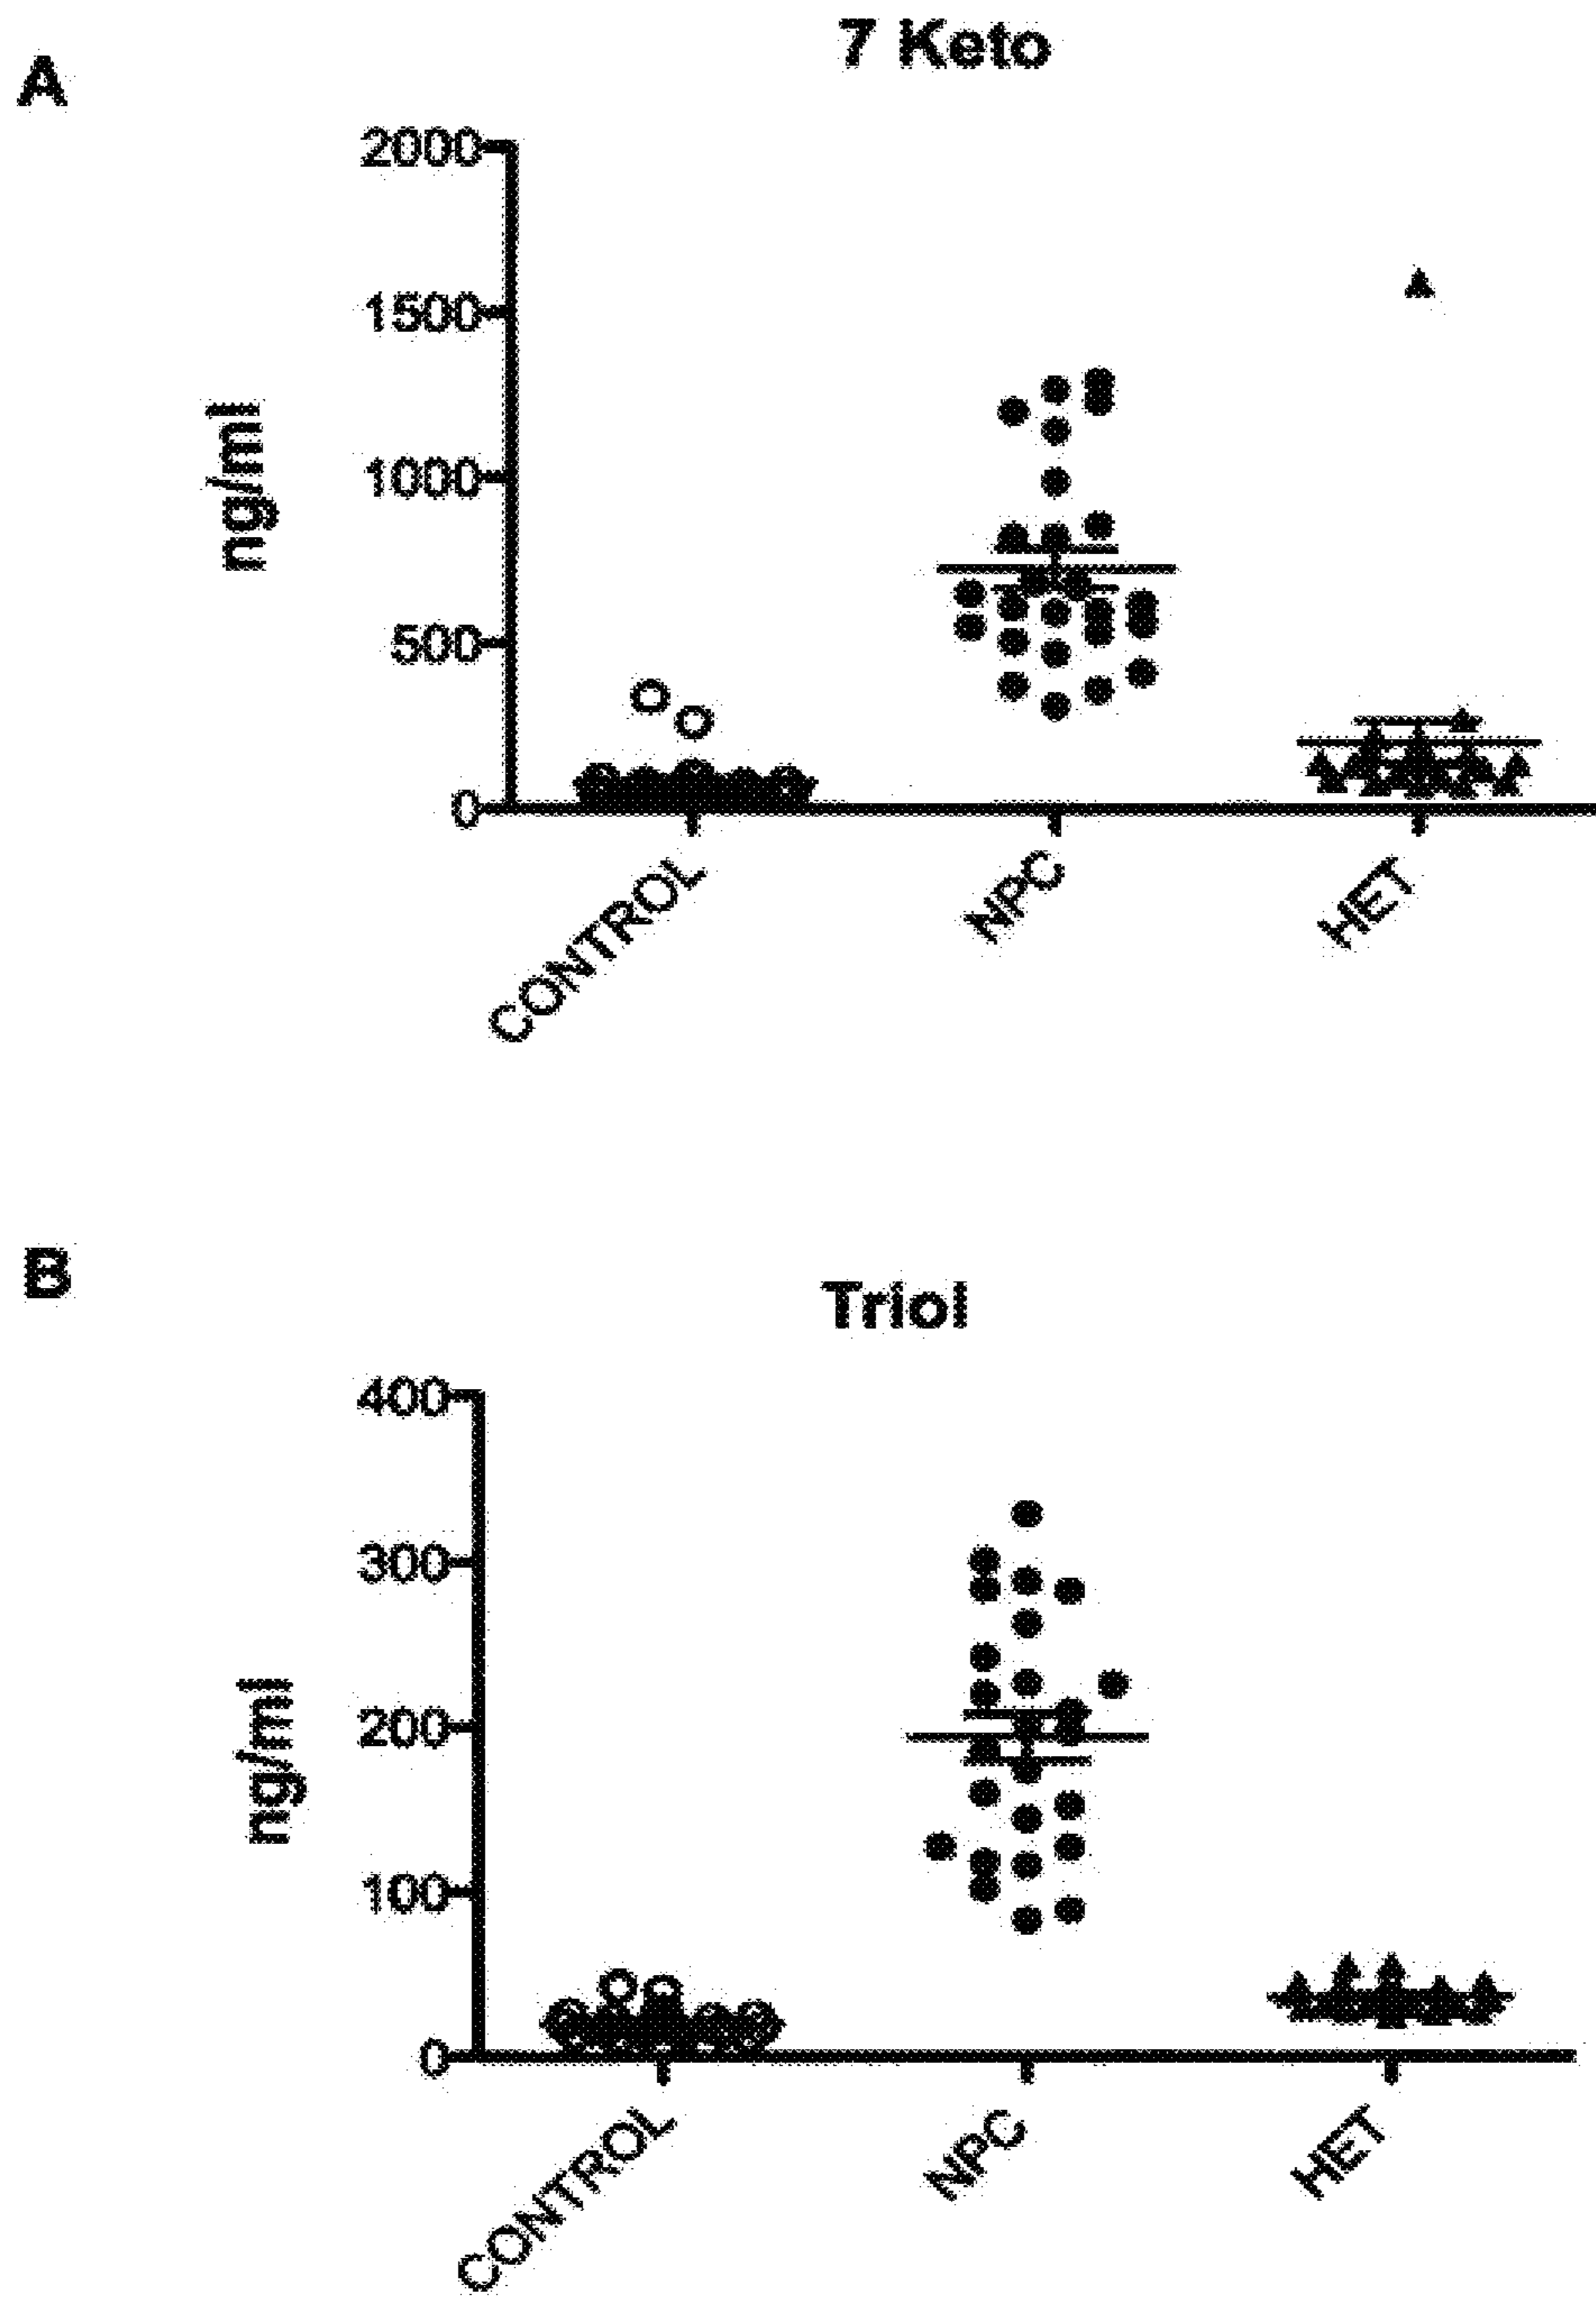 A
7 Keto
2000
1500
1000
500
0
ng/ml
CONTROL
NPC
HET
B
Triol
400
300
200
100
0
ng/ml
CONTROL
NPC
HET